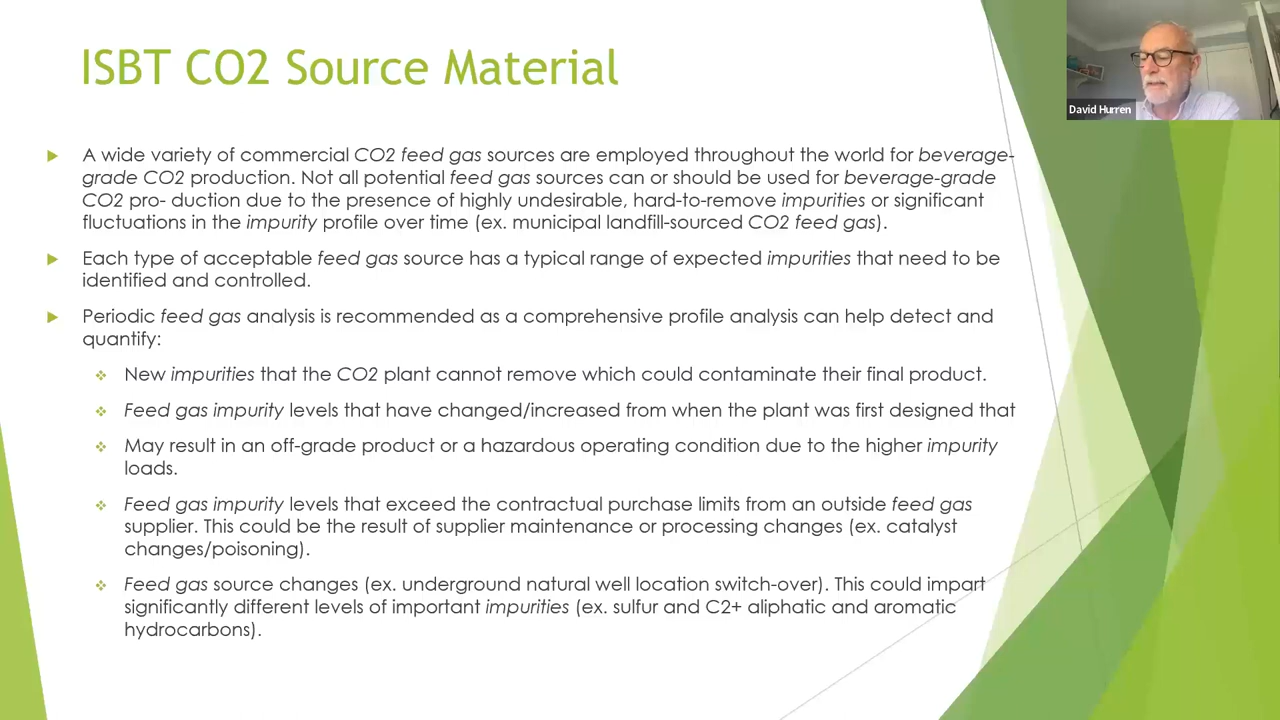 ISBT CO2 Source Material
David Hurren
A wide variety of commercial CO2 feed gas sources are employed throughout the world for beverage-
grade CO2 production. Not all potential feed gas sources can or should be used for beverage-grade
CO2 pro- duction due to the presence of highly undesirable, hard-to-remove impurities or significant
fluctuations in the impurity profile over time (ex. municipal landfill-sourced CO2 feed gas).
Each type of acceptable feed gas source has a typical range of expected impurities that need to be
identified and controlled.
Periodic feed gas analysis is recommended as a comprehensive profile analysis can help detect and
quantify:
New impurities that the CO2 plant cannot remove which could contaminate their final product.
Feed gas impurity levels that have changed/increased from when the plant was first designed that
May result in an off-grade product or a hazardous operating condition due to the higher impurity
loads.
Feed gas impurity levels that exceed the contractual purchase limits from an outside feed gas
supplier. This could be the result of supplier maintenance or processing changes (ex. catalyst
changes/poisoning).
Feed gas source changes (ex. underground natural well location switch-over). This could impart
significantly different levels of important impurities (ex. sulfur and C2+ aliphatic and aromatic
hydrocarbons).